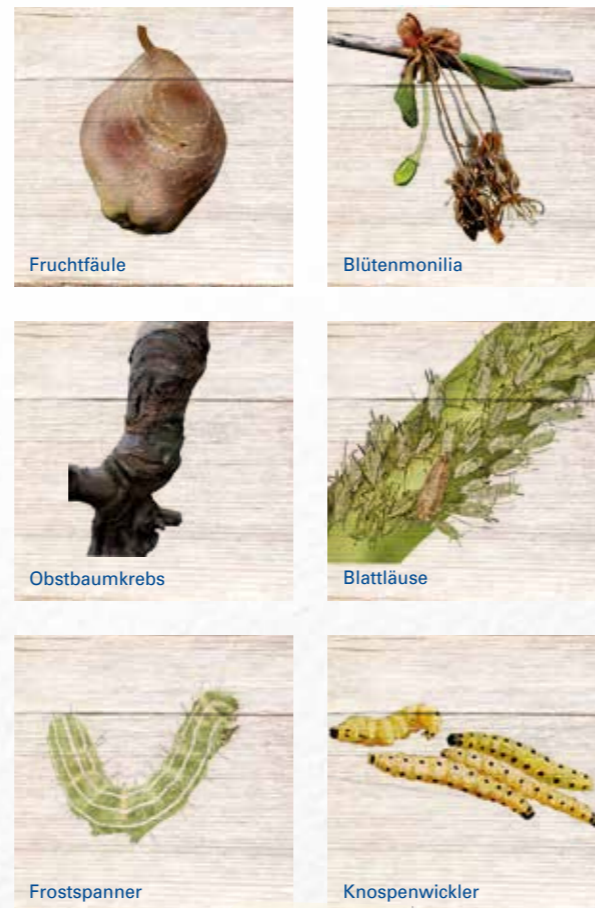 Fruchtfäule
Blütenmonilia
Obstbaumkrebs
Blattläuse
Frostspanner
Knospenwickler